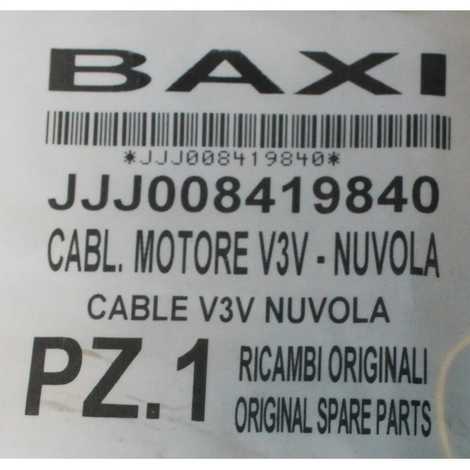 BAXI
*JJJ008419840*
JJJ008419840
CABL. MOTORE V3V - NUVOLA
CABLE V3V NUVOLA
PZ.1
RICAMBI ORIGINALI
ORIGINAL SPARE PARTS